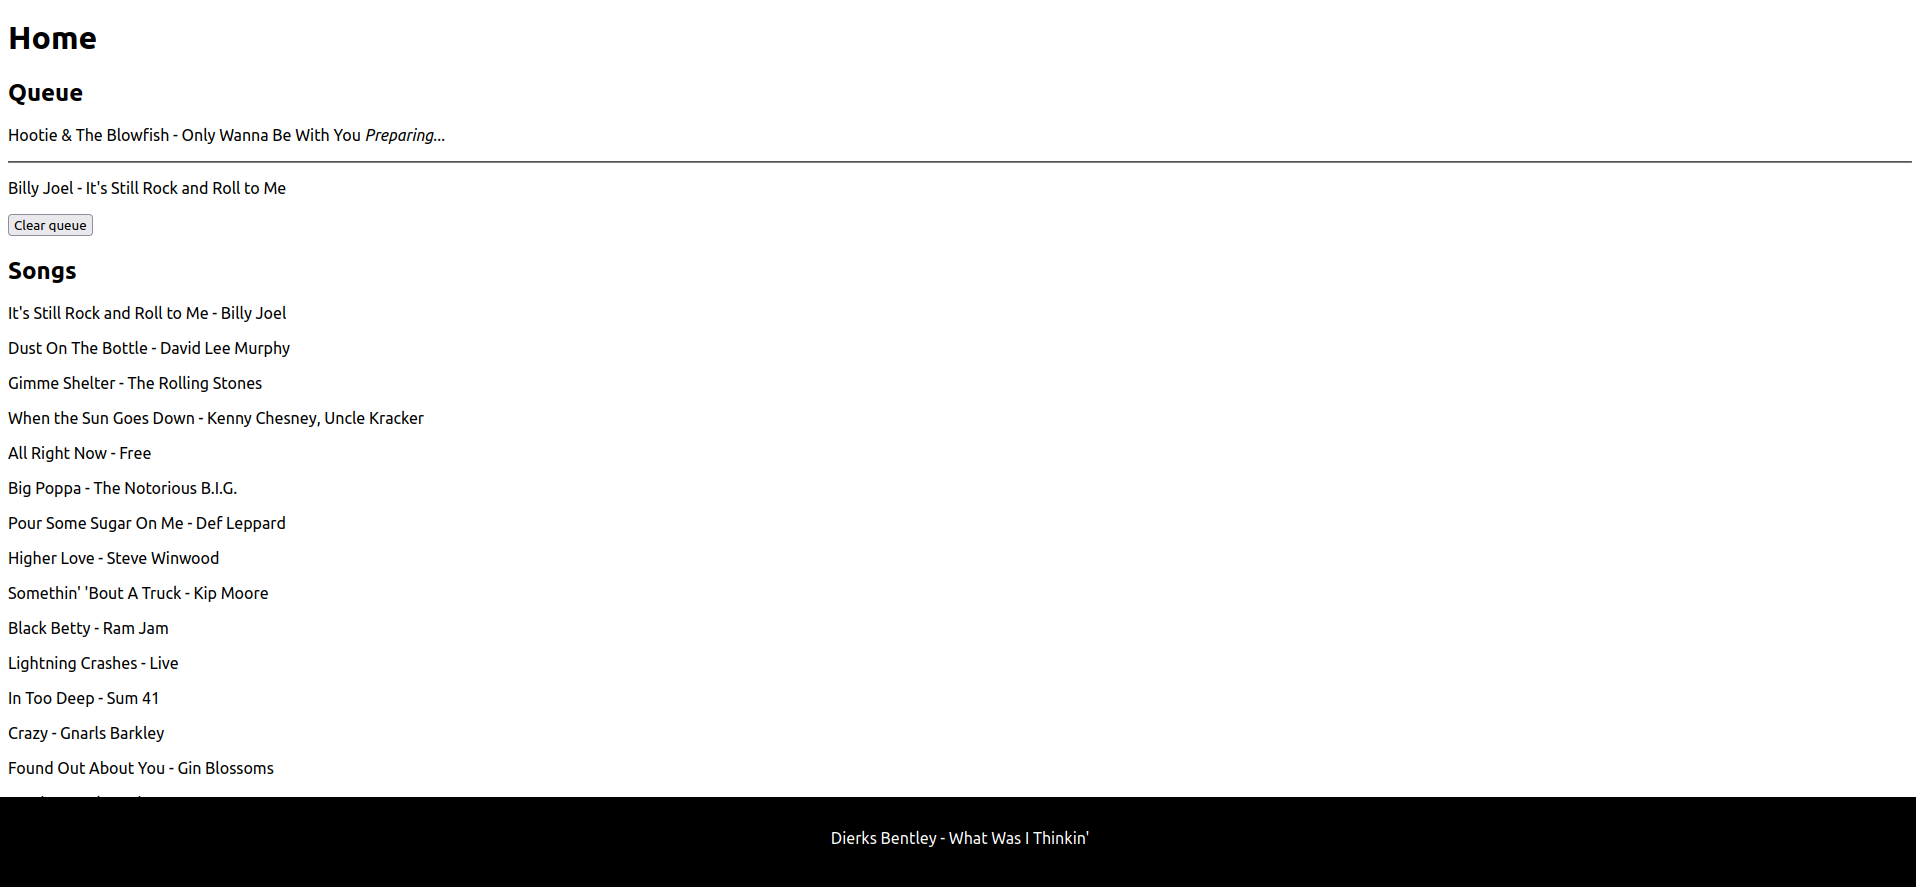 Home
Queue
Hootie & The Blowfish - Only Wanna Be With You Preparing...
Billy Joel - It's Still Rock and Roll to Me
Clear queue
Songs
It's Still Rock and Roll to Me - Billy Joel
Dust On The Bottle - David Lee Murphy
Gimme Shelter - The Rolling Stones
When the Sun Goes Down - Kenny Chesney, Uncle Kracker
All Right Now - Free
Big Poppa - The Notorious B.I.G.
Pour Some Sugar On Me - Def Leppard
Higher Love - Steve Winwood
Somethin' 'Bout A Truck - Kip Moore
Black Betty - Ram Jam
Lightning Crashes - Live
In Too Deep - Sum 41
Crazy - Gnarls Barkley
Found Out About You - Gin Blossoms
Dierks Bentley - What Was I Thinkin'